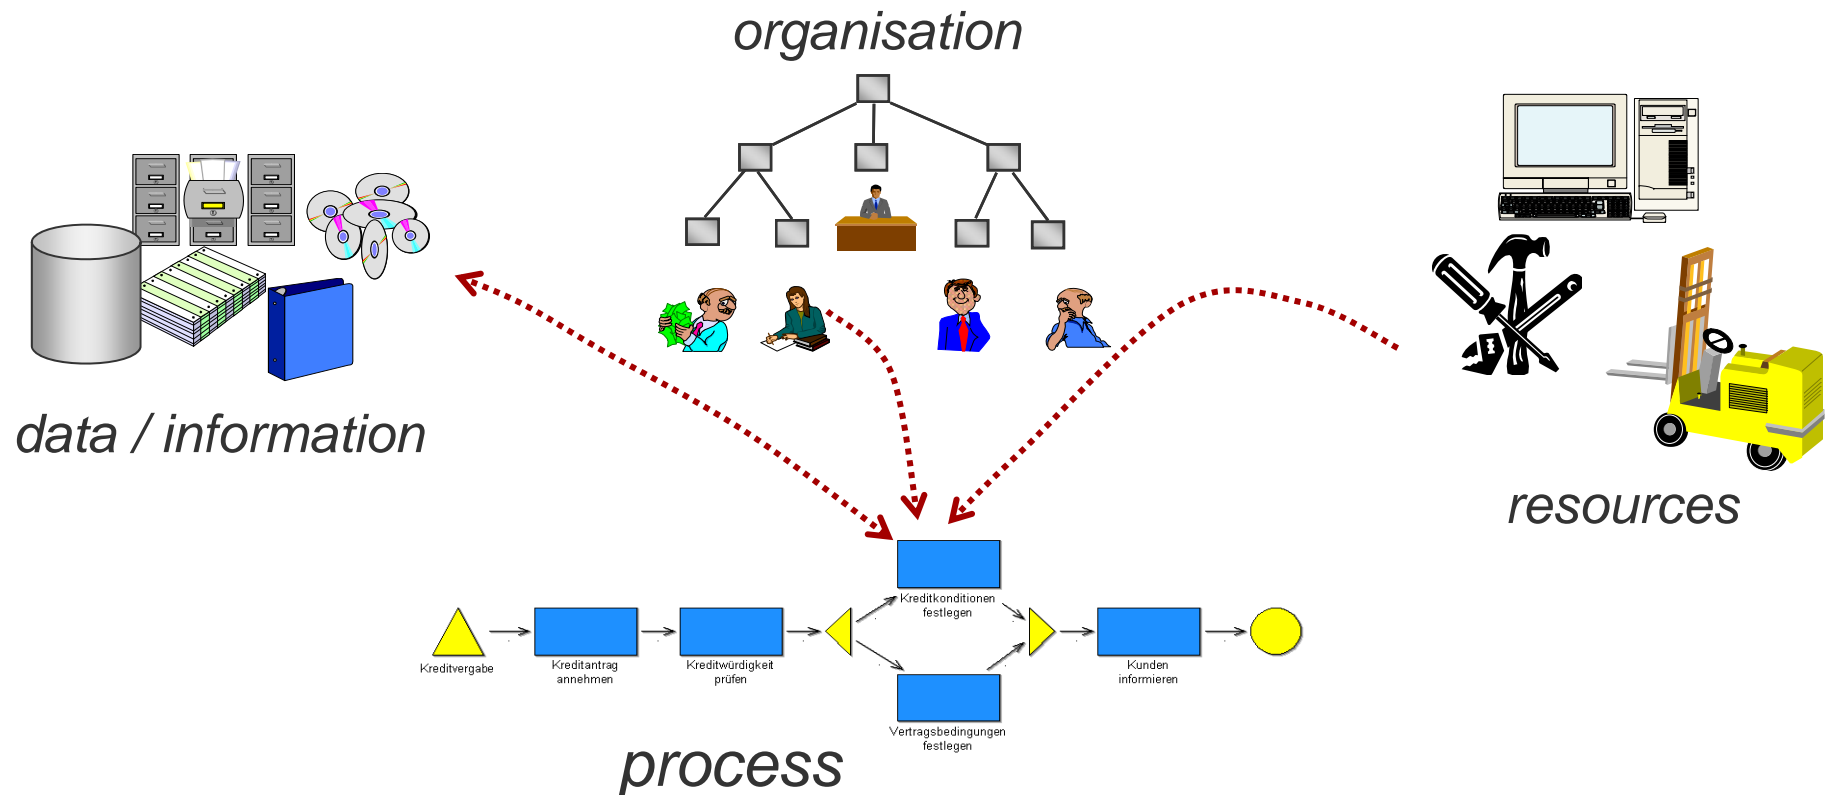 organisation
data / information
resources
Kreditvergabe
Kreditantrag
annehmen
Kreditwürdigkeit
prüfen
Kreditkonditionen
festlegen
Vertragsbedingungen
festlegen
Kunden
informieren
process